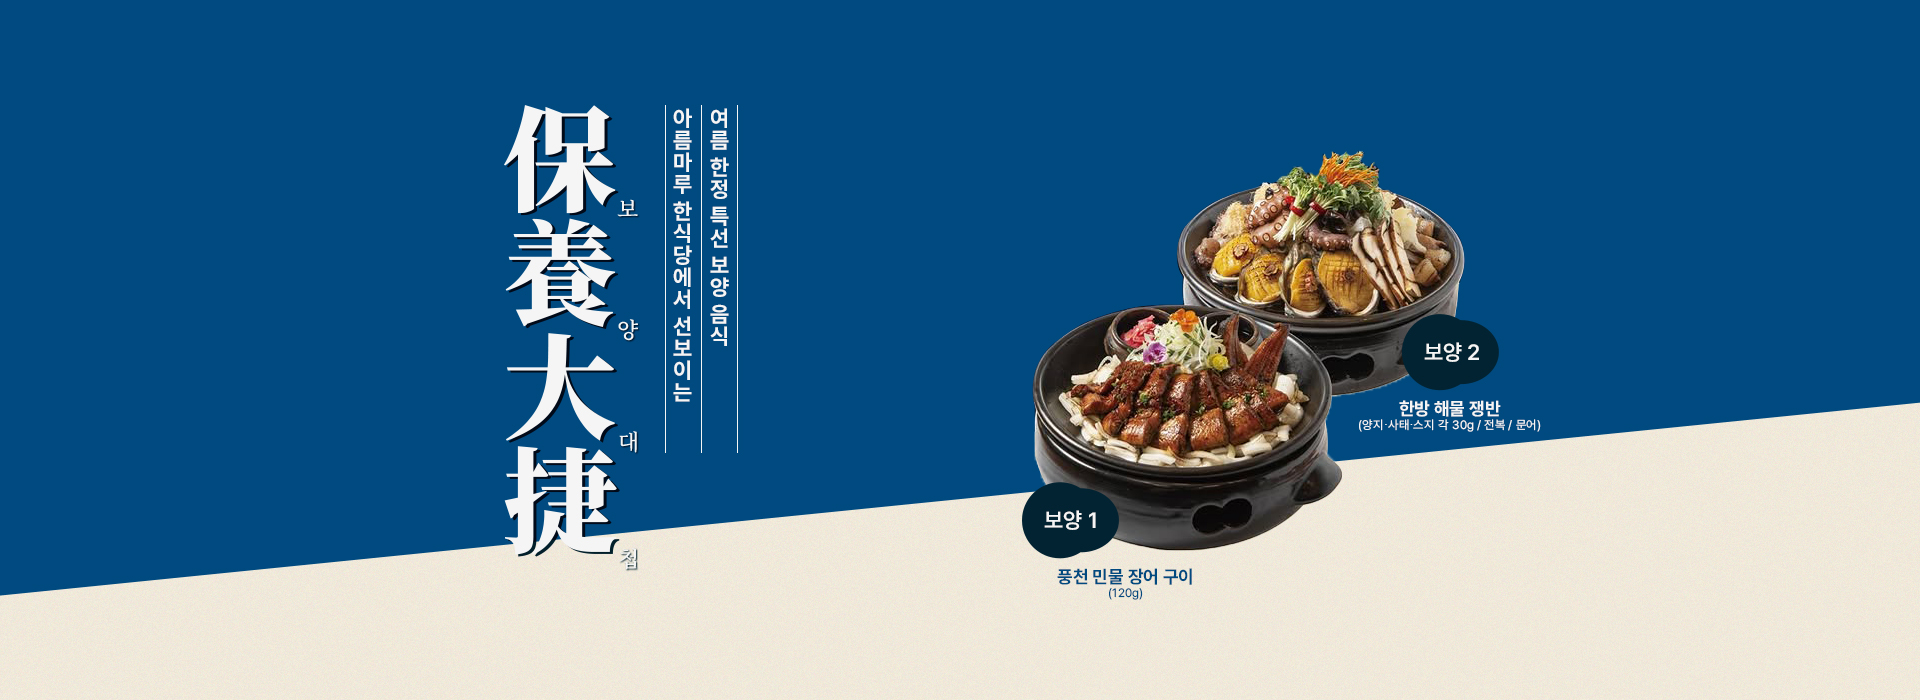 保養大捷
보양대첩
여름 한정 특선 보양 음식
아름마루 한식당에서 선보이는
보양 2
한방 해물 쟁반
(양지·사태·스지 각 30g / 전복 / 문어)
보양 1
풍천 민물 장어 구이
(120g)